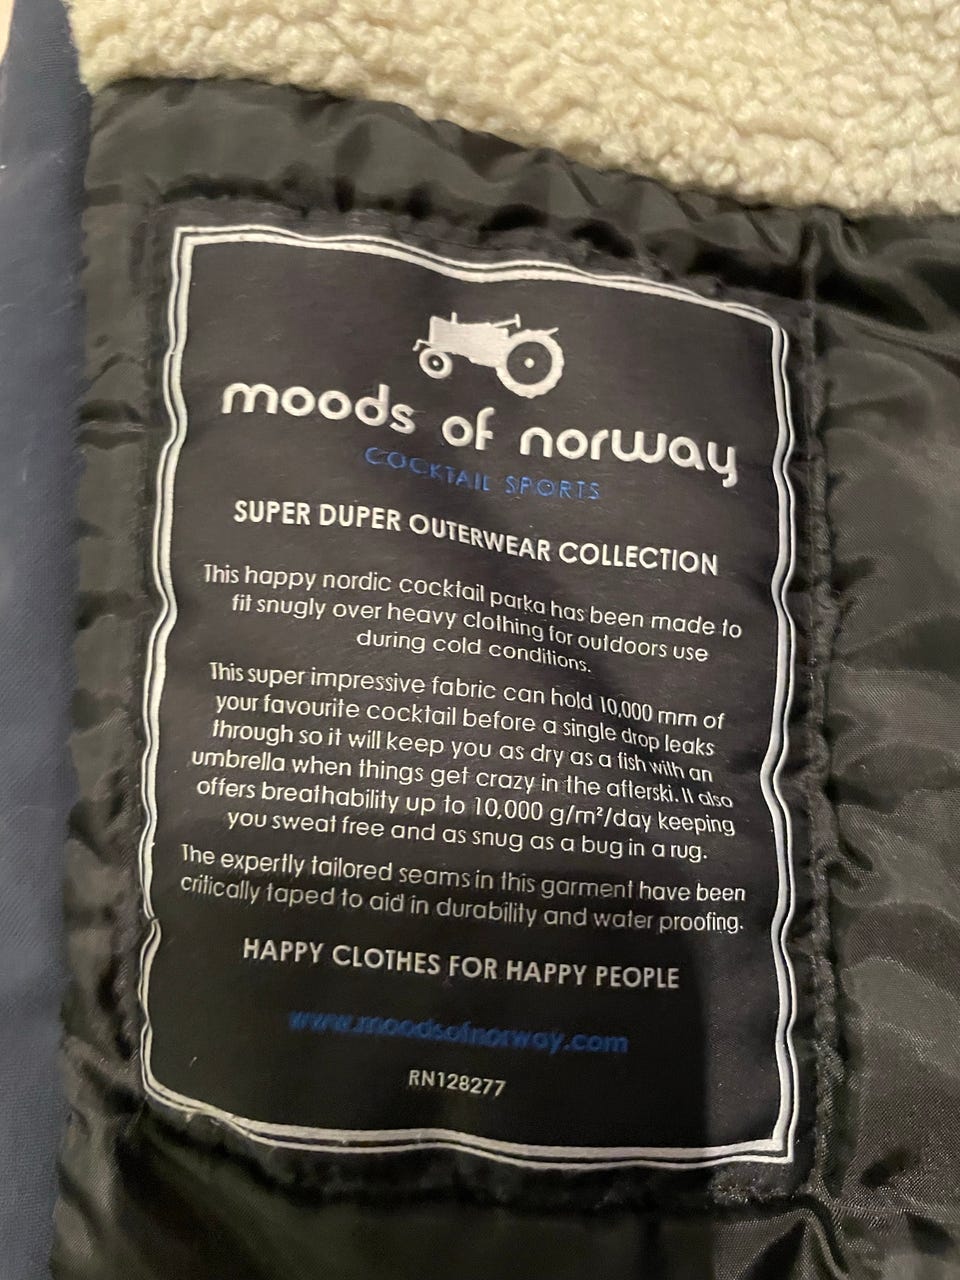 moods of norway
COCKTAIL SPORTS
SUPER DUPER OUTERWEAR COLLECTION
This happy nordic cocktail parka has been made to
fit snugly over heavy clothing for outdoors use
during cold conditions.
This super impressive fabric can hold 10,000 mm of
your favourite cocktail before a single drop leaks
through so it will keep you as dry as a fish with an
umbrella when things get crazy in the afterski. It also
offers breathability up to 10,000 g/m²/day keeping
you sweat free and as snug as a bug in a rug.
The expertly tailored seams in this garment have been
critically taped to aid in durability and water proofing.
HAPPY CLOTHES FOR HAPPY PEOPLE
www.moodsofnorway.com
RN128277